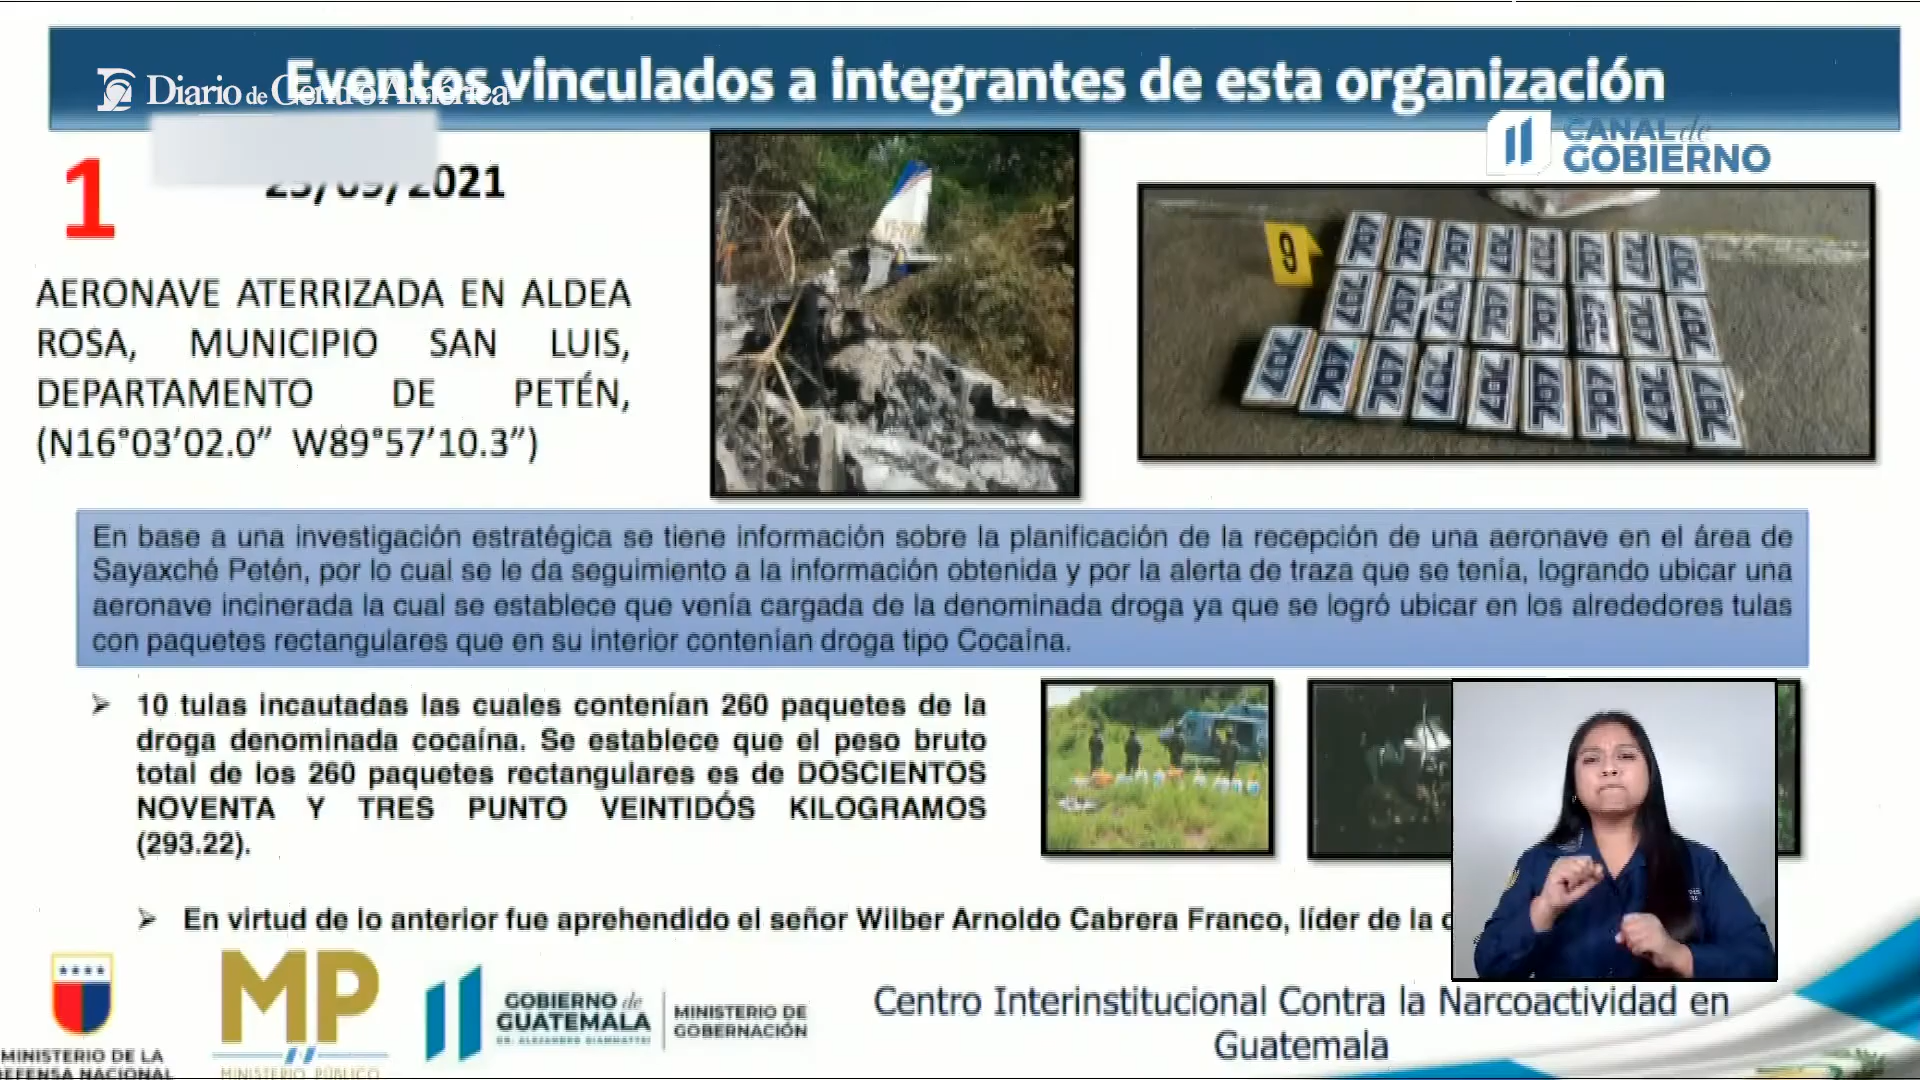 Eventos vinculados a integrantes de esta organización
Diario de Centro América
CANAL de
GOBIERNO
1
23/09/2021
AERONAVE ATERRIZADA EN ALDEA
ROSA, MUNICIPIO SAN LUIS,
DEPARTAMENTO DE PETÉN,
(N16°03’02.0” W89°57’10.3”)
9
707
En base a una investigación estratégica se tiene información sobre la planificación de la recepción de una aeronave en el área de
Sayaxché Petén, por lo cual se le da seguimiento a la información obtenida y por la alerta de traza que se tenía, logrando ubicar una
aeronave incinerada la cual se establece que venía cargada de la denominada droga ya que se logró ubicar en los alrededores tulas
con paquetes rectangulares que en su interior contenían droga tipo Cocaína.
➢ 10 tulas incautadas las cuales contenían 260 paquetes de la
droga denominada cocaína. Se establece que el peso bruto
total de los 260 paquetes rectangulares es de DOSCIENTOS
NOVENTA Y TRES PUNTO VEINTIDÓS KILOGRAMOS
(293.22).
➢ En virtud de lo anterior fue aprehendido el señor Wilber Arnoldo Cabrera Franco, líder de la
MINISTERIO DE LA
DEFENSA NACIONAL
MP
MINISTERIO PÚBLICO
GOBIERNO de
GUATEMALA
DR. ALEJANDRO GIAMMATTEI
MINISTERIO DE
GOBERNACIÓN
Centro Interinstitucional Contra la Narcoactividad en
Guatemala